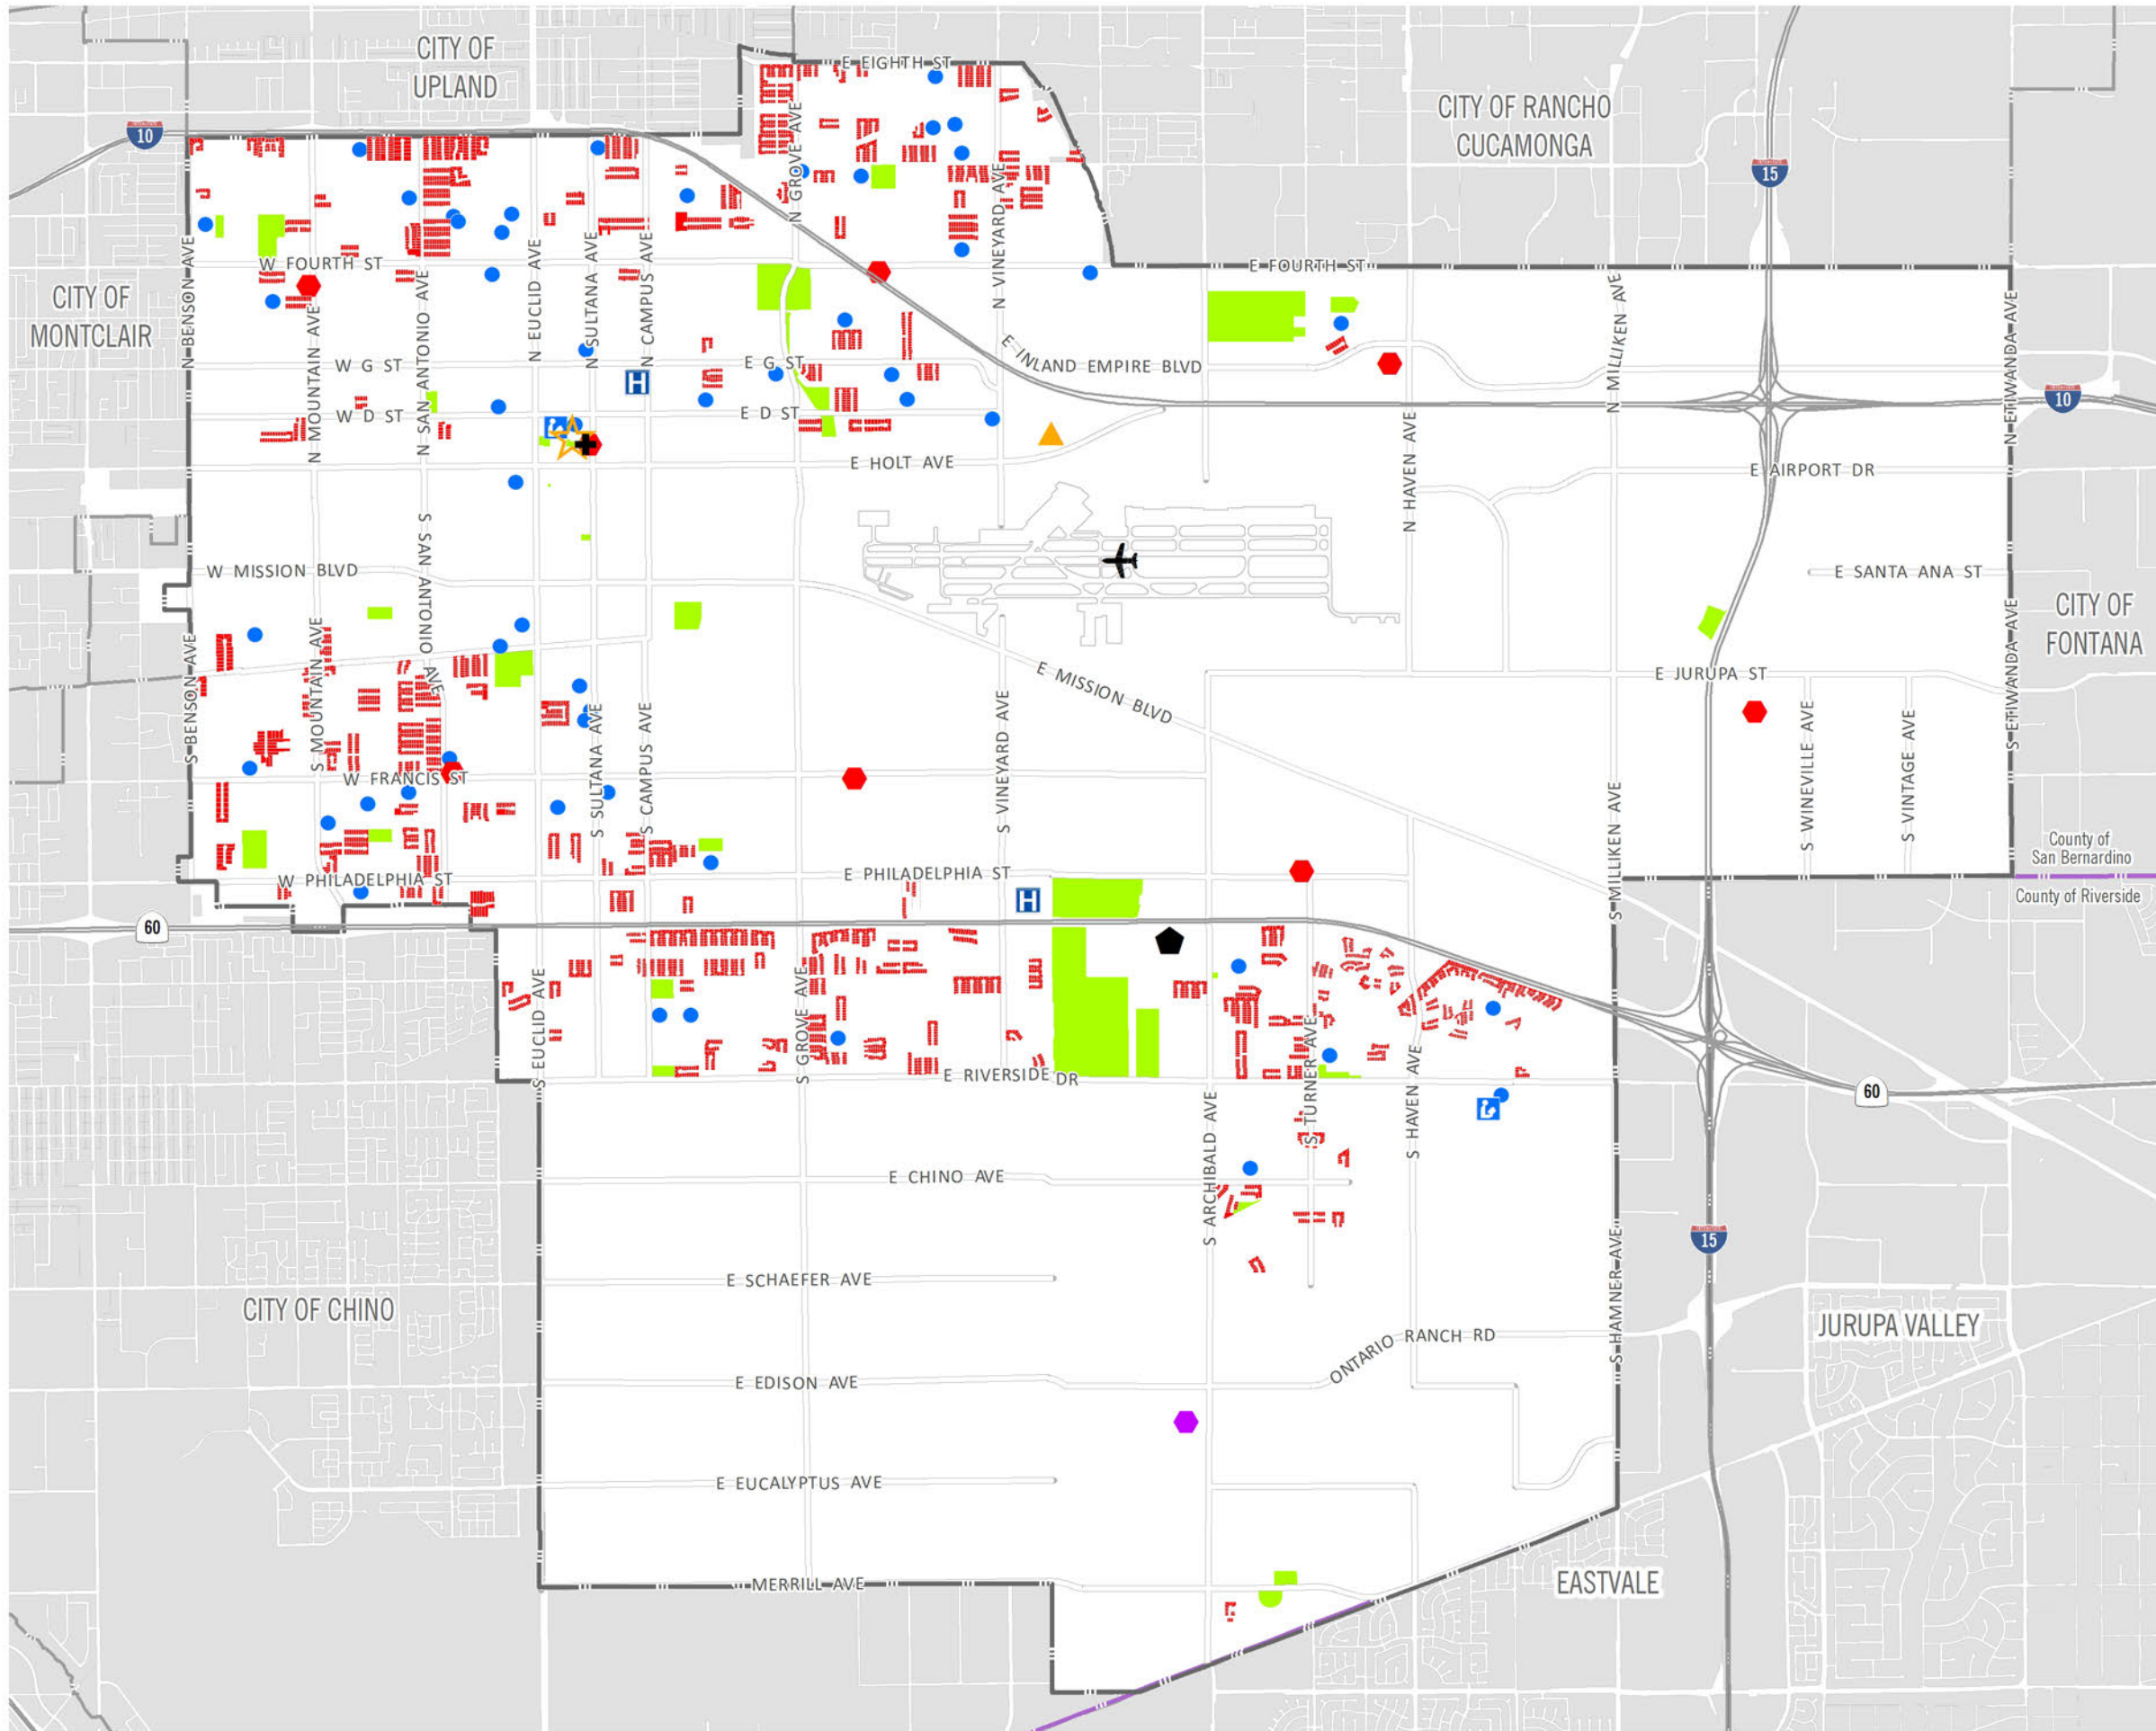 CITY OF
UPLAND
E EIGHTH ST
CITY OF RANCHO
CUCAMONGA
10
15
N GROVE AVE
N VINEYARD AVE
W FOURTH ST
E FOURTH ST
CITY OF
MONTCLAIR
N BENSON AVE
N MOUNTAIN AVE
N SAN ANTONIO AVE
N EUCLID AVE
N SULTANA AVE
N CAMPUS AVE
N MILLIKEN AVE
N ETIWANDA AVE
W G ST
E G ST
E INLAND EMPIRE BLVD
H
10
W D ST
E D ST
N HAVEN AVE
E HOLT AVE
E AIRPORT DR
W MISSION BLVD
E SANTA ANA ST
CITY OF
FONTANA
S SAN ANTONIO AVE
S BENSON AVE
S MOUNTAIN AVE
E MISSION BLVD
E JURUPA ST
S ETIWANDA AVE
S SULTANA AVE
S CAMPUS AVE
S VINEYARD AVE
S WINEVILLE AVE
S VINTAGE AVE
W FRANCIS ST
S MILLIKEN AVE
County of
San Bernardino
W PHILADELPHIA ST
E PHILADELPHIA ST
H
County of Riverside
60
S EUCLID AVE
S GROVE AVE
E RIVERSIDE DR
S TURNER AVE
S HAVEN AVE
60
S ARCHIBALD AVE
E CHINO AVE
15
E SCHAEFER AVE
CITY OF CHINO
S HAMNER AVE
JURUPA VALLEY
ONTARIO RANCH RD
E EDISON AVE
E EUCALYPTUS AVE
MERRILL AVE
EASTVALE